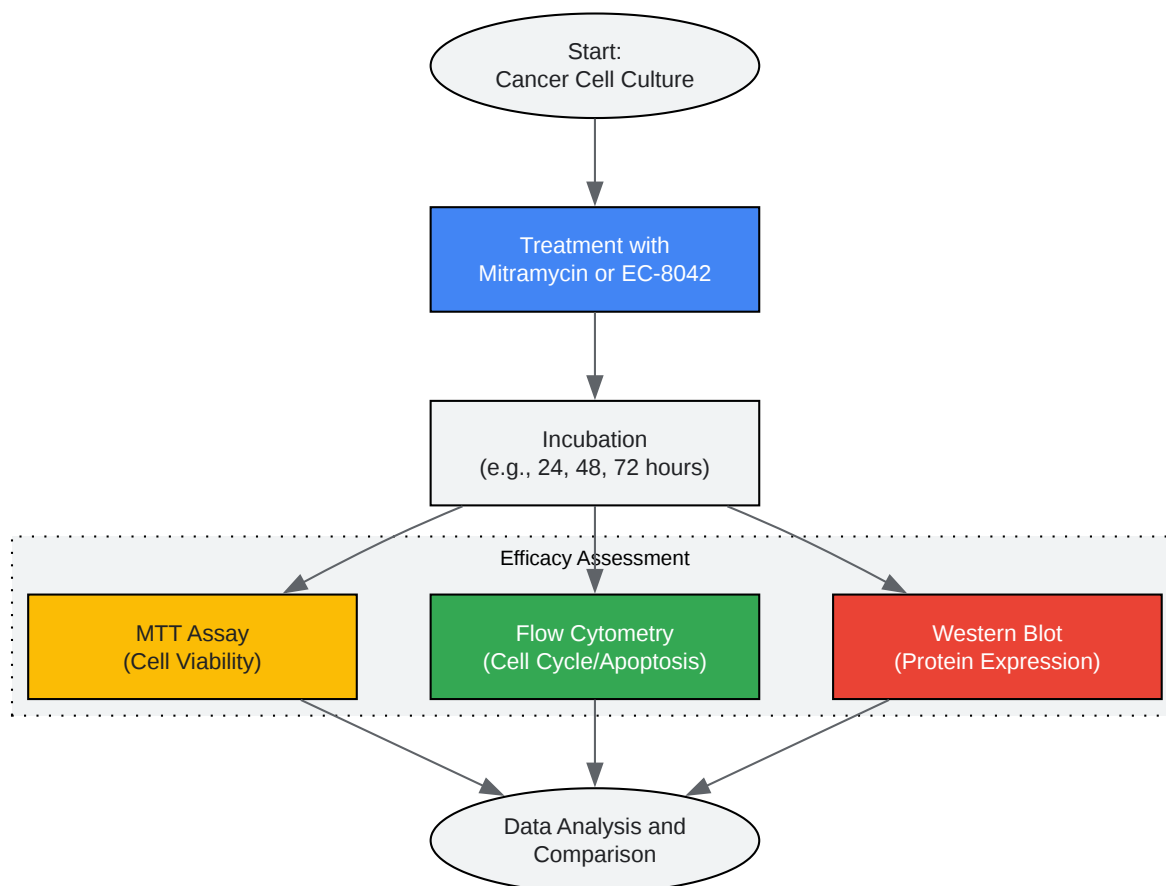 Start:
Cancer Cell Culture
Treatment with
Mitramycin or EC-8042
Incubation
(e.g., 24, 48, 72 hours)
Efficacy Assessment
MTT Assay
(Cell Viability)
Flow Cytometry
(Cell Cycle/Apoptosis)
Western Blot
(Protein Expression)
Data Analysis and
Comparison